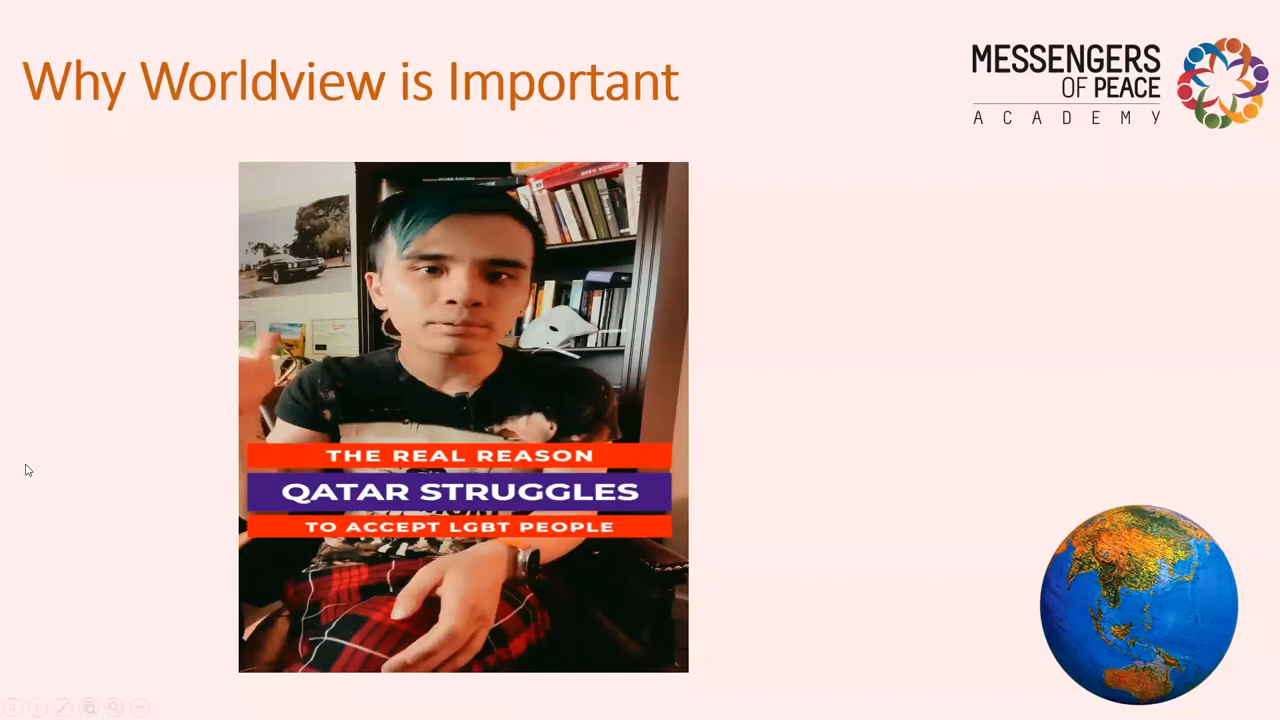 Why Worldview is Important
MESSENGERS
OF PEACE
ACADEMY
THE REAL REASON
QATAR STRUGGLES
TO ACCEPT LGBT PEOPLE